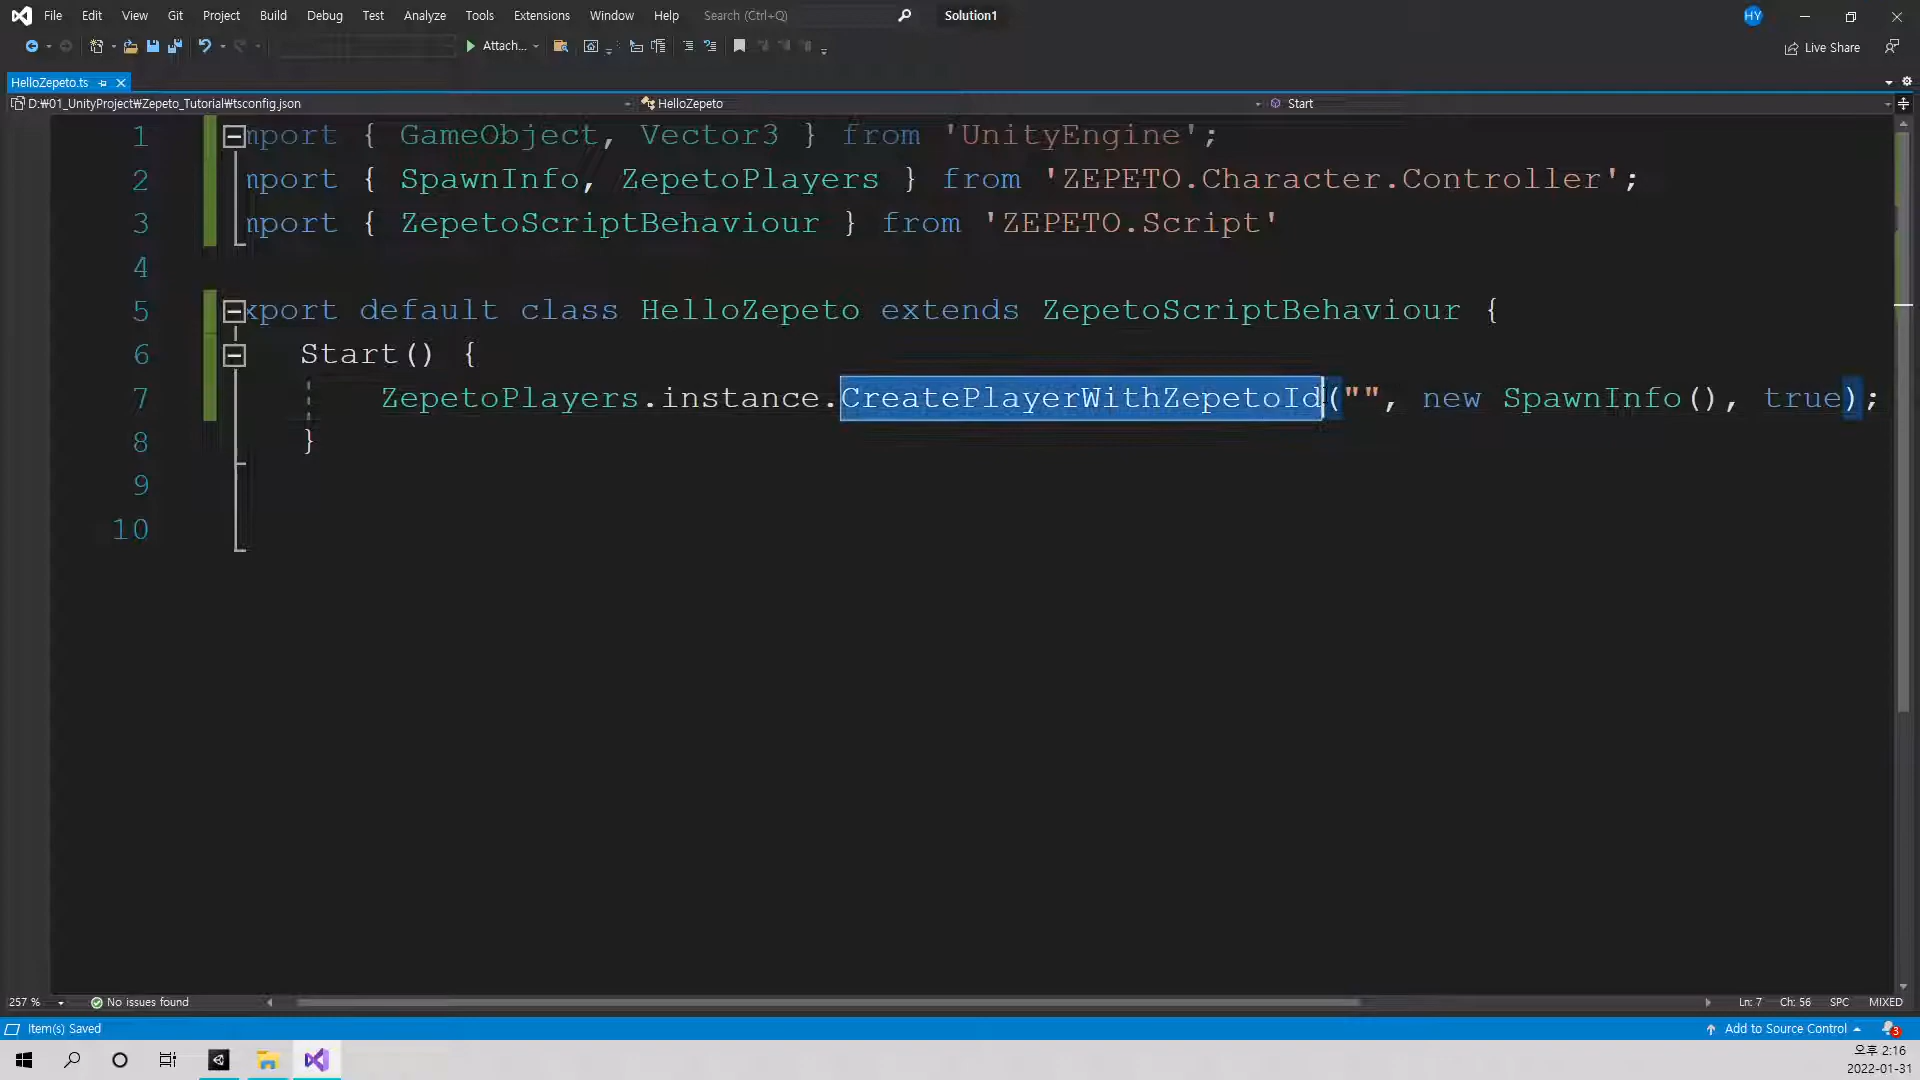 File Edit View Git Project Build Debug Test Analyze Tools Extensions Window Help Search (Ctrl+Q) Solution1 HY
Attach... Live Share
HelloZepeto.ts
D:₩01_UnityProject₩Zepeto_Tutorial₩tsconfig.json HelloZepeto Start
1 mport { GameObject, Vector3 } from 'UnityEngine';
2 mport { SpawnInfo, ZepetoPlayers } from 'ZEPETO.Character.Controller';
3 mport { ZepetoScriptBehaviour } from 'ZEPETO.Script'
4
5 xport default class HelloZepeto extends ZepetoScriptBehaviour {
6 Start() {
7 ZepetoPlayers.instance.CreatePlayerWithZepetoId("", new SpawnInfo(), true);
8 }
9
10
257 % No issues found Ln: 7 Ch: 56 SPC MIXED
Item(s) Saved Add to Source Control 3
오후 2:16
2022-01-31